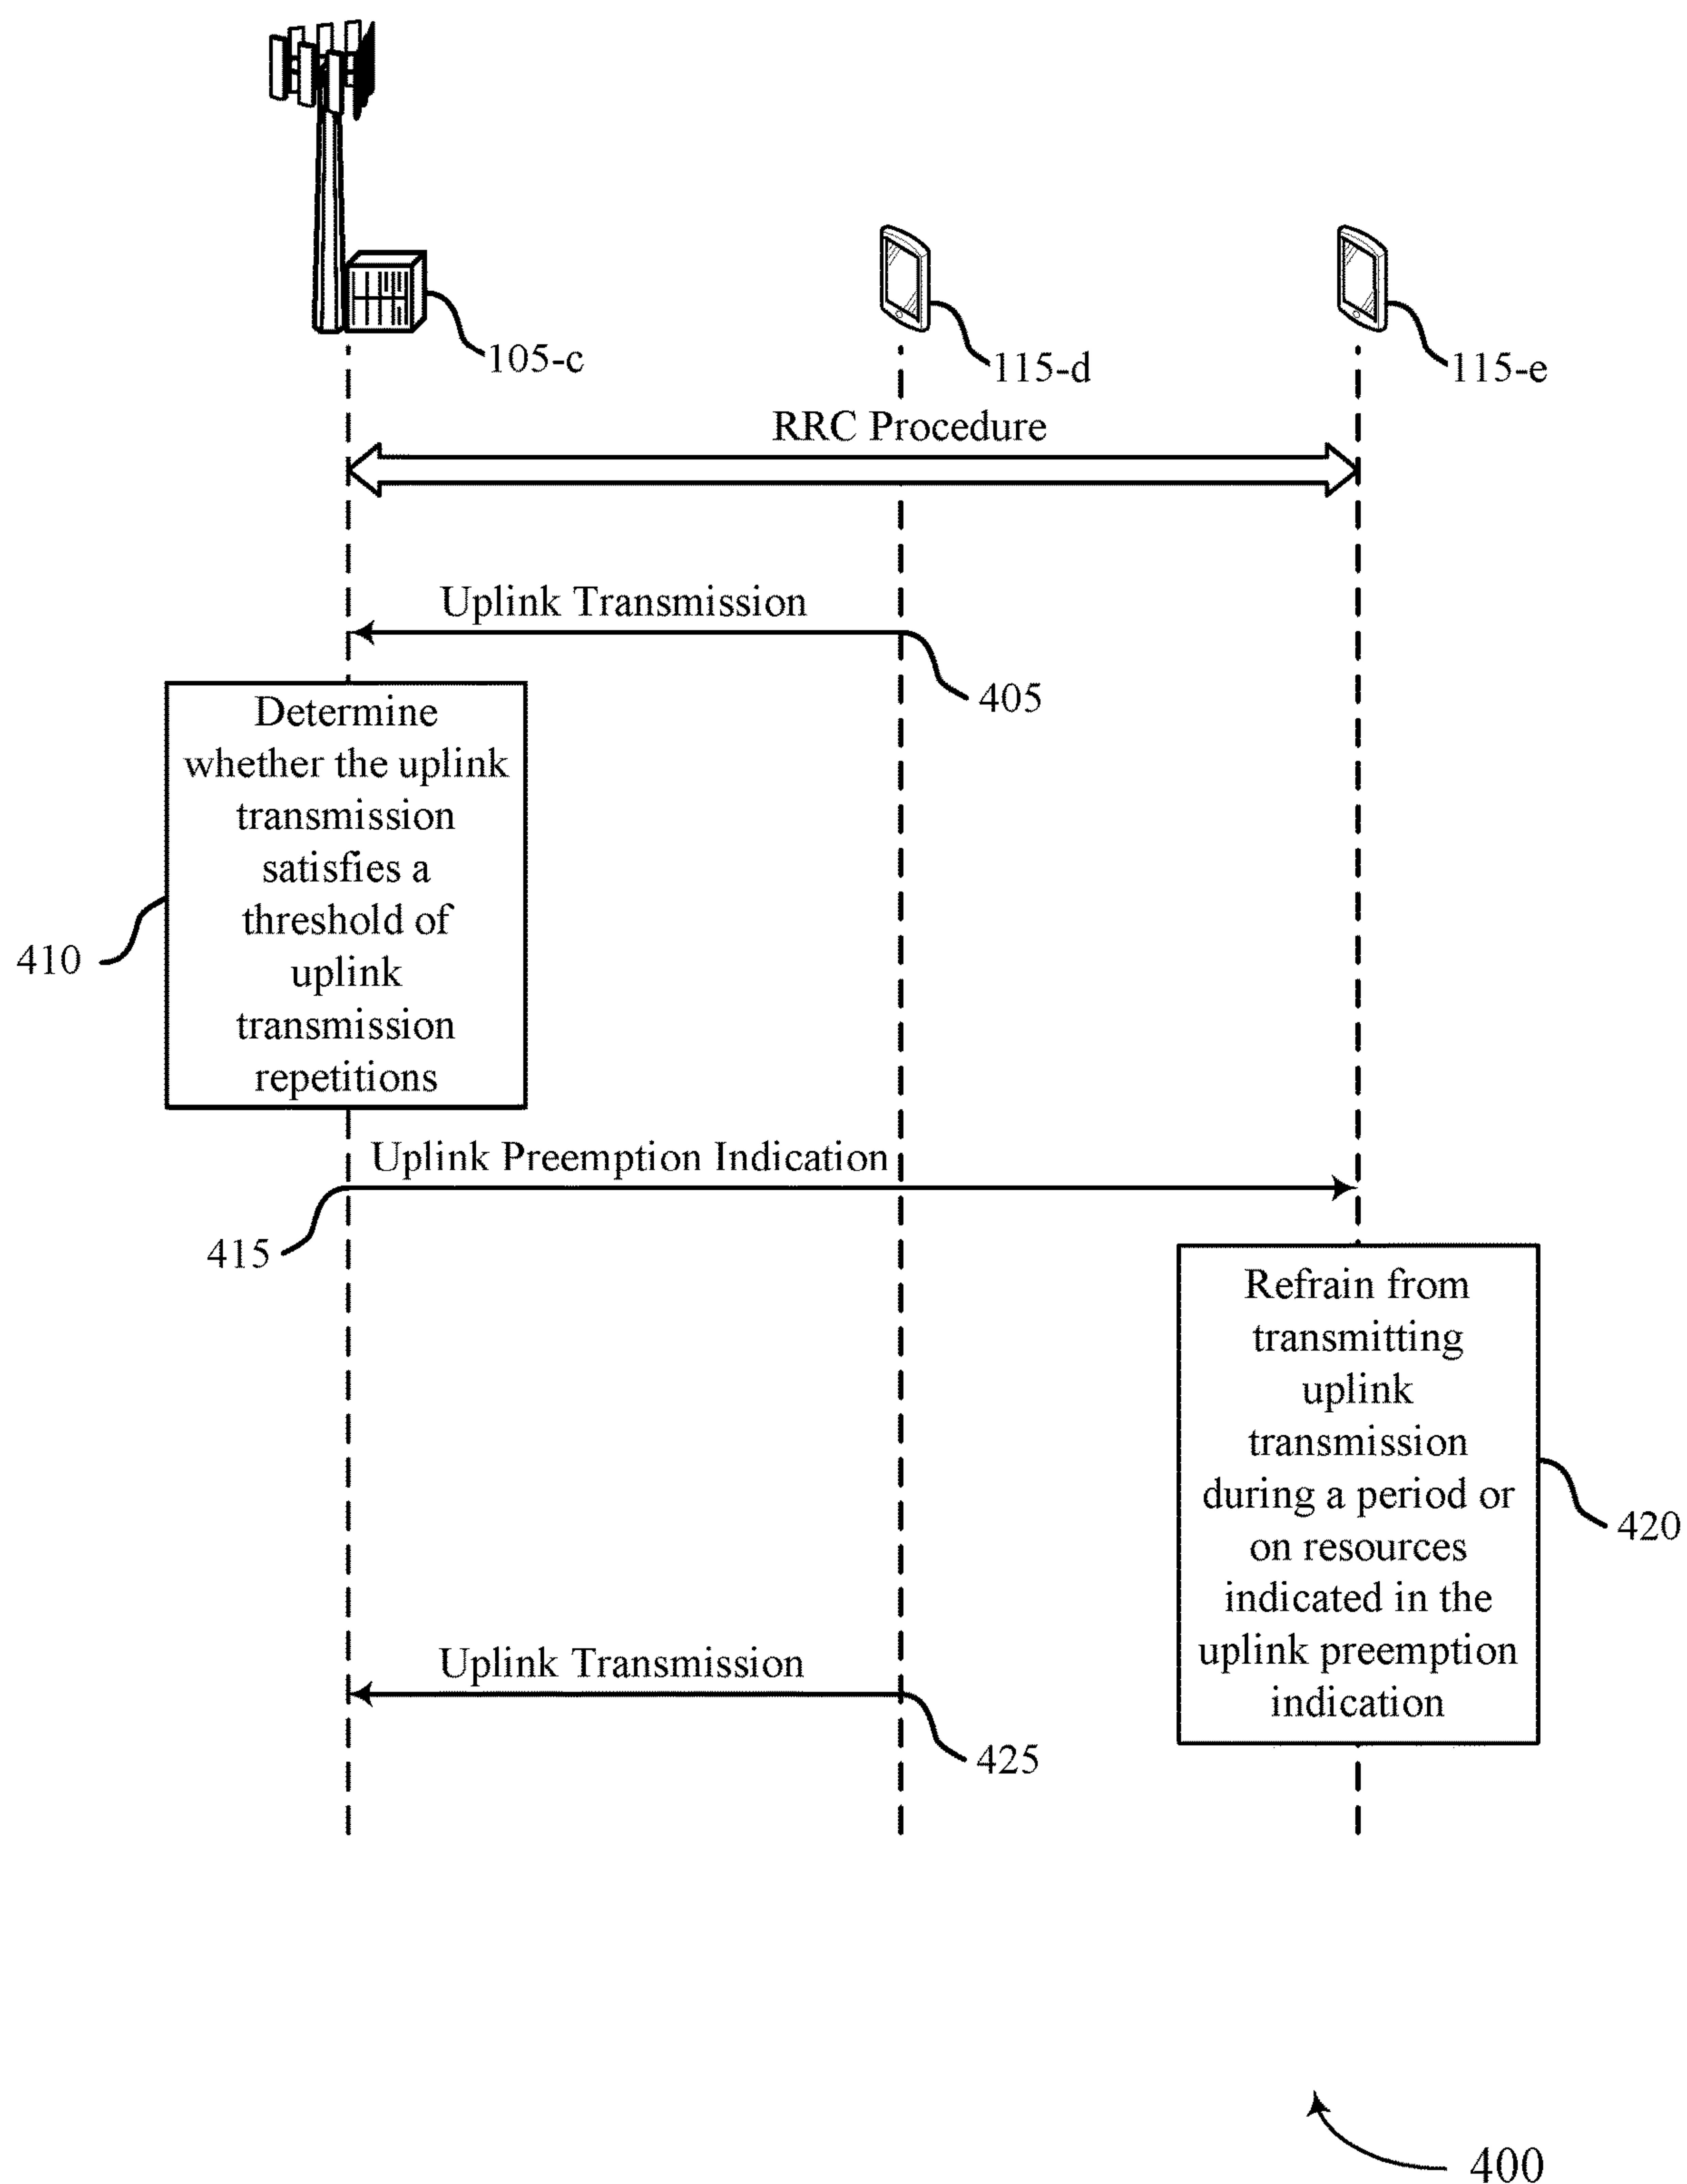 105-c
115-d
115-e
RRC Procedure
Uplink Transmission
405
Determine
whether the uplink
transmission
satisfies a
threshold of
uplink
transmission
repetitions
410
Uplink Preemption Indication
415
Refrain from
transmitting
uplink
transmission
during a period or
on resources
indicated in the
uplink preemption
indication
420
Uplink Transmission
425
400